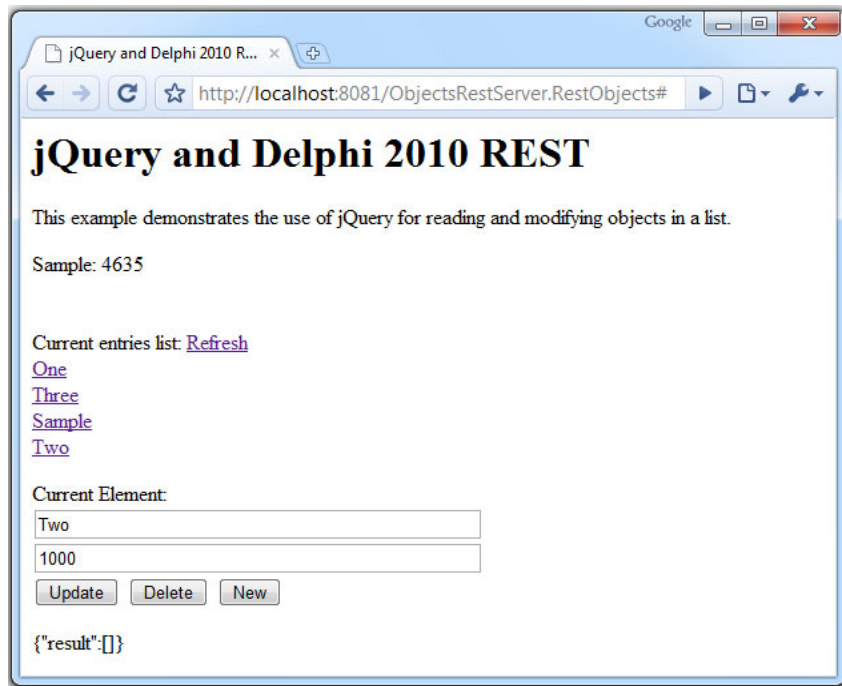 Google
jQuery and Delphi 2010 R...
http://localhost:8081/ObjectsRestServer.RestObjects#
jQuery and Delphi 2010 REST
This example demonstrates the use of jQuery for reading and modifying objects in a list.
Sample: 4635
Current entries list: Refresh
One
Three
Sample
Two
Current Element:
Two
1000
Update Delete New
{"result":[]}